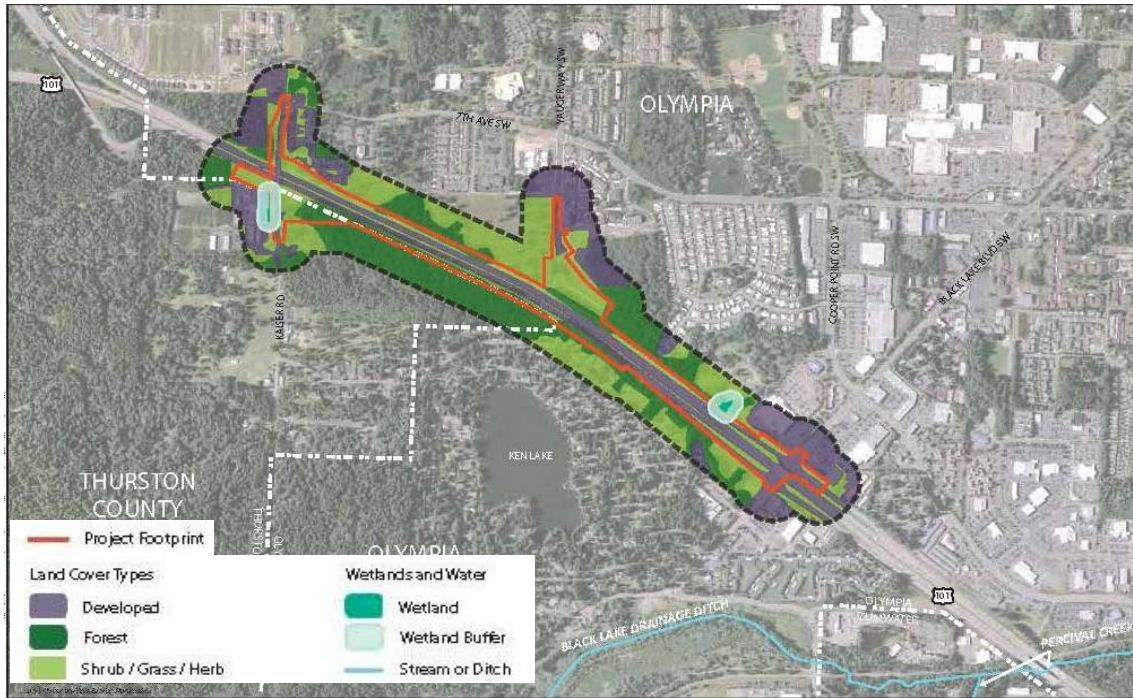 101
OLYMPIA
YAUGER WAY SW
7TH AVE SW
COOPER POINT RD SW
BLACK LAKE BLVD SW
KAISER RD
KEN LAKE
THURSTON
COUNTY
OLYMPIA
101
OLYMPIA
TUMWATER
BLACK LAKE DRAINAGE DITCH
PERCIVAL CREEK
Project Footprint
Land Cover Types
Developed
Forest
Shrub / Grass / Herb
Wetlands and Water
Wetland
Wetland Buffer
Stream or Ditch